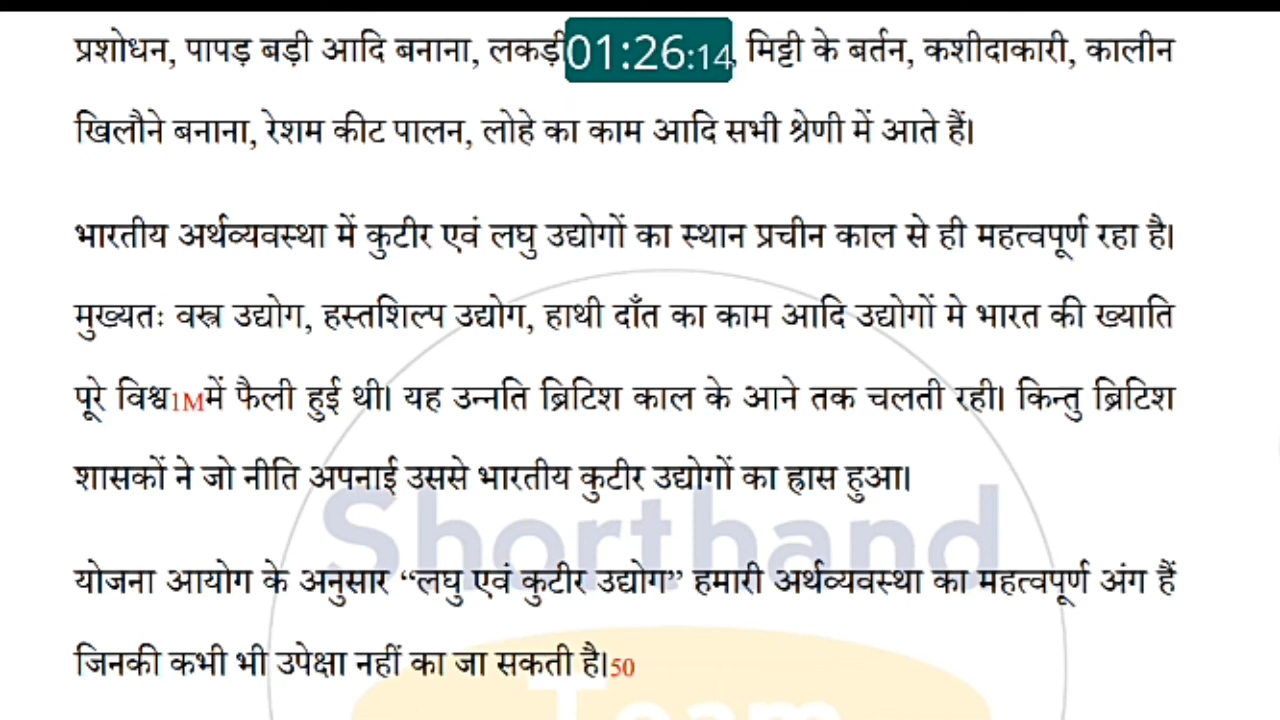 प्रशोधन, पापड़ बड़ी आदि बनाना, लकड़ी 01:26:14, मिट्टी के बर्तन, कशीदाकारी, कालीन
खिलौने बनाना, रेशम कीट पालन, लोहे का काम आदि सभी श्रेणी में आते हैं।
भारतीय अर्थव्यवस्था में कुटीर एवं लघु उद्योगों का स्थान प्रचीन काल से ही महत्वपूर्ण रहा है।
मुख्यतः वस्त्र उद्योग, हस्तशिल्प उद्योग, हाथी दाँत का काम आदि उद्योगों मे भारत की ख्याति
पूरे विश्व1Mमें फैली हुई थी। यह उन्नति ब्रिटिश काल के आने तक चलती रही। किन्तु ब्रिटिश
शासकों ने जो नीति अपनाई उससे भारतीय कुटीर उद्योगों का ह्रास हुआ।
Shorthand
योजना आयोग के अनुसार “लघु एवं कुटीर उद्योग” हमारी अर्थव्यवस्था का महत्वपूर्ण अंग हैं
जिनकी कभी भी उपेक्षा नहीं का जा सकती है।50
Team